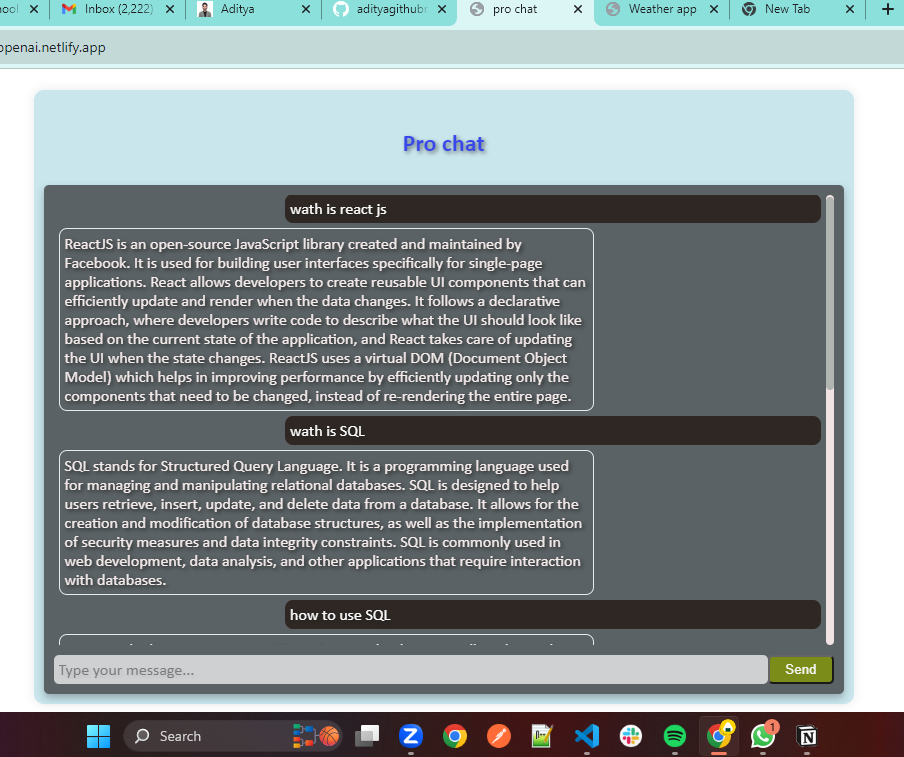 ool
Inbox (2,222)
Aditya
adityagithubr
pro chat
Weather app
New Tab
openai.netlify.app
Pro chat
wath is react js
ReactJS is an open-source JavaScript library created and maintained by
Facebook. It is used for building user interfaces specifically for single-page
applications. React allows developers to create reusable UI components that can
efficiently update and render when the data changes. It follows a declarative
approach, where developers write code to describe what the UI should look like
based on the current state of the application, and React takes care of updating
the UI when the state changes. ReactJS uses a virtual DOM (Document Object
Model) which helps in improving performance by efficiently updating only the
components that need to be changed, instead of re-rendering the entire page.
wath is SQL
SQL stands for Structured Query Language. It is a programming language used
for managing and manipulating relational databases. SQL is designed to help
users retrieve, insert, update, and delete data from a database. It allows for the
creation and modification of database structures, as well as the implementation
of security measures and data integrity constraints. SQL is commonly used in
web development, data analysis, and other applications that require interaction
with databases.
how to use SQL
Type your message...
Send
Search
1